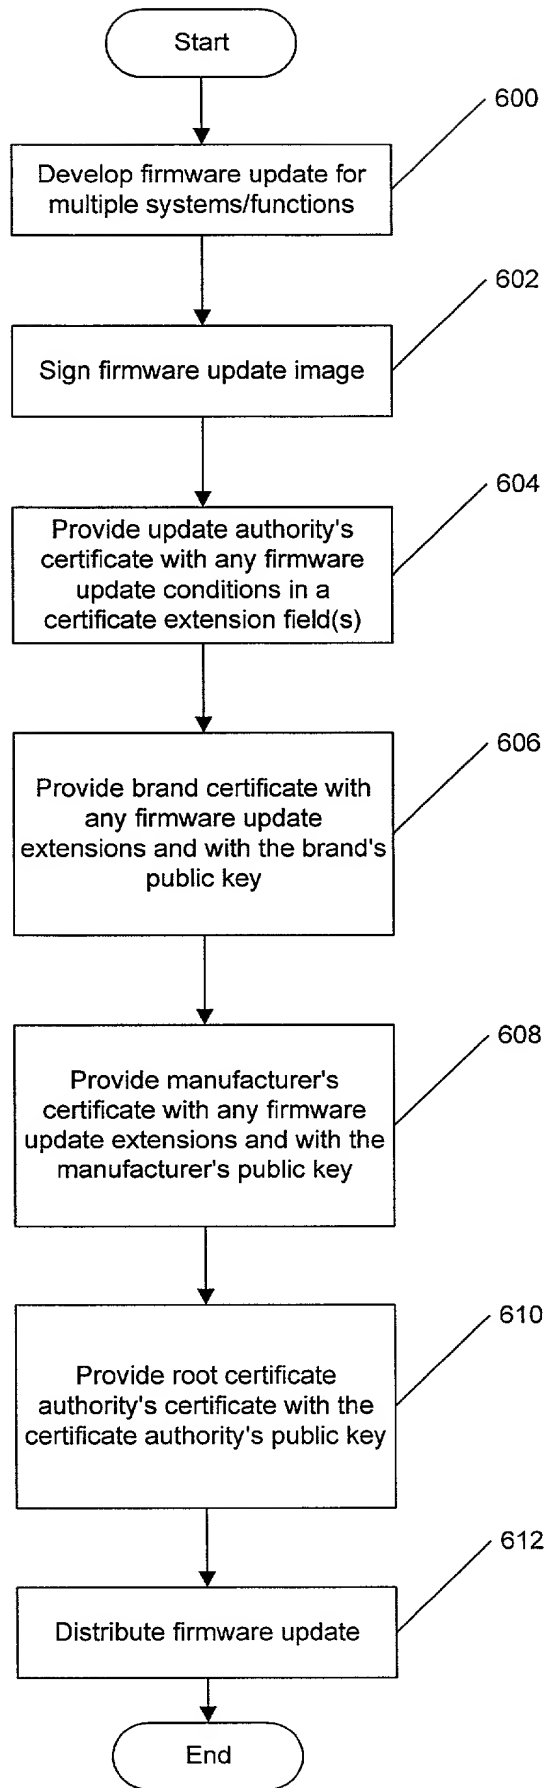 Start
600
Develop firmware update for
multiple systems/functions
602
Sign firmware update image
604
Provide update authority's
certificate with any firmware
update conditions in a
certificate extension field(s)
606
Provide brand certificate with
any firmware update
extensions and with the brand's
public key
608
Provide manufacturer's
certificate with any firmware
update extensions and with the
manufacturer's public key
610
Provide root certificate
authority's certificate with the
certificate authority's public key
612
Distribute firmware update
End